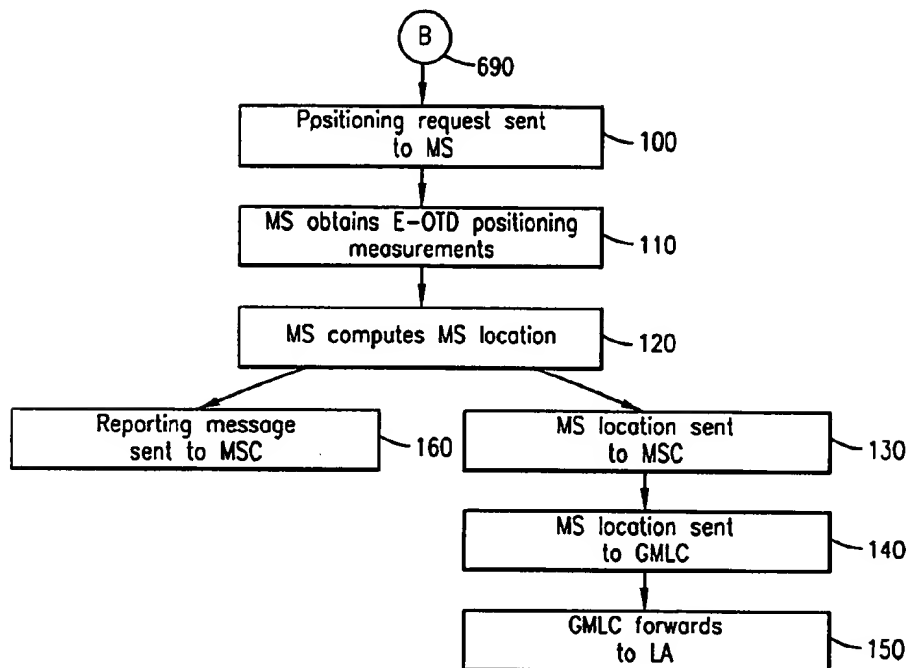 B
690
Positioning request sent
to MS
100
MS obtains E-OTD positioning
measurements
110
MS computes MS location
120
Reporting message
sent to MSC
160
MS location sent
to MSC
130
MS location sent
to GMLC
140
GMLC forwards
to LA
150